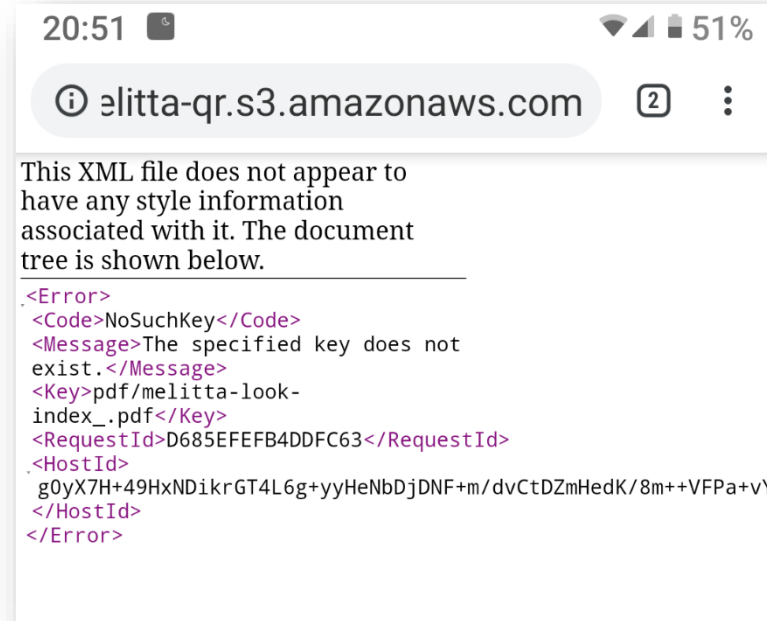 20:51 51%
elitta-qr.s3.amazonaws.com 2
This XML file does not appear to
have any style information
associated with it. The document
tree is shown below.
<Error>
<Code>NoSuchKey</Code>
<Message>The specified key does not
exist.</Message>
<Key>pdf/melitta-look-
index_.pdf</Key>
<RequestId>D685EFEFB4DDFC63</RequestId>
<HostId>
gOyX7H+49HxNDikrGT4L6g+yyHeNbDjDNF+m/dvCtDZmHedK/8m++VFPa+vY
</HostId>
</Error>